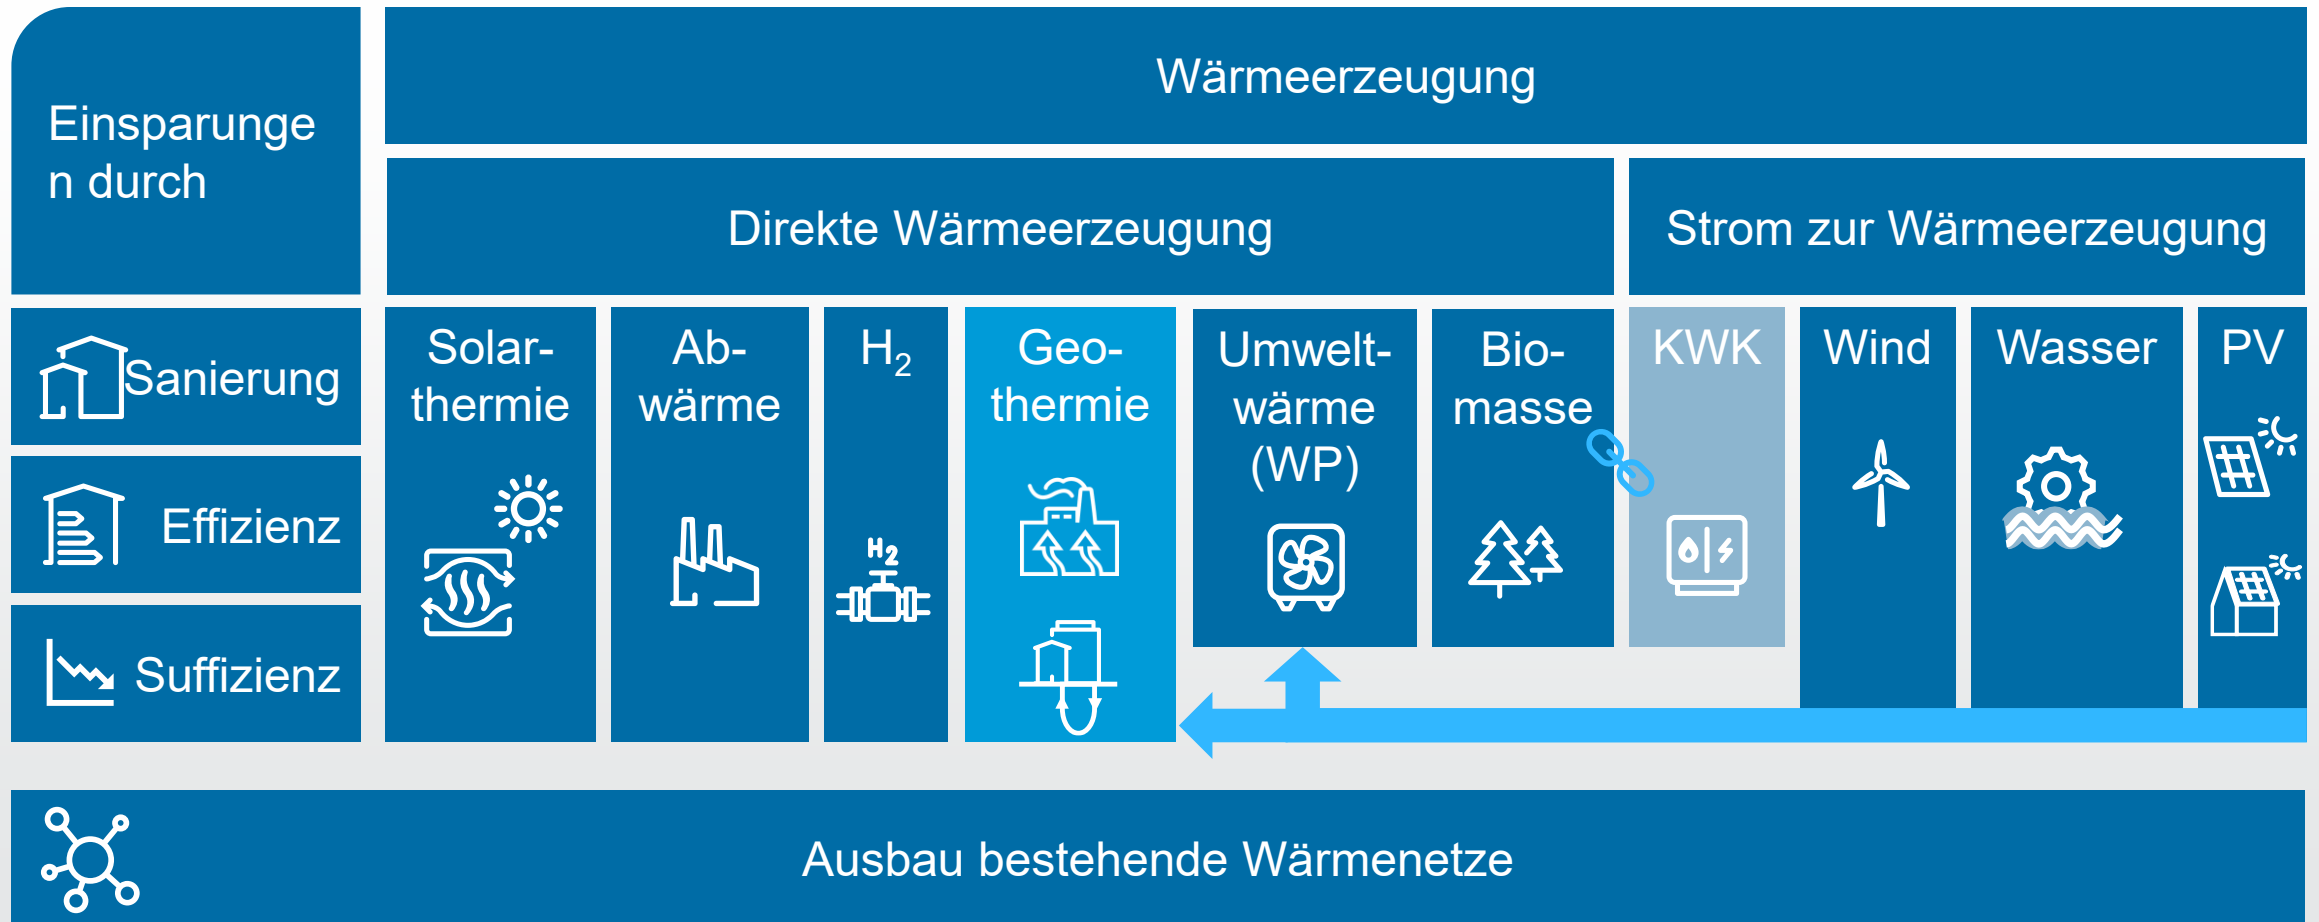 Einsparunge
n durch
Sanierung
Effizienz
Suffizienz
Wärmeerzeugung
Direkte Wärmeerzeugung
Strom zur Wärmeerzeugung
Solar-
thermie
Ab-
wärme
H₂
H₂
Geo-
thermie
Umwelt-
wärme
(WP)
Bio-
masse
KWK
Wind
Wasser
PV
Ausbau bestehende Wärmenetze